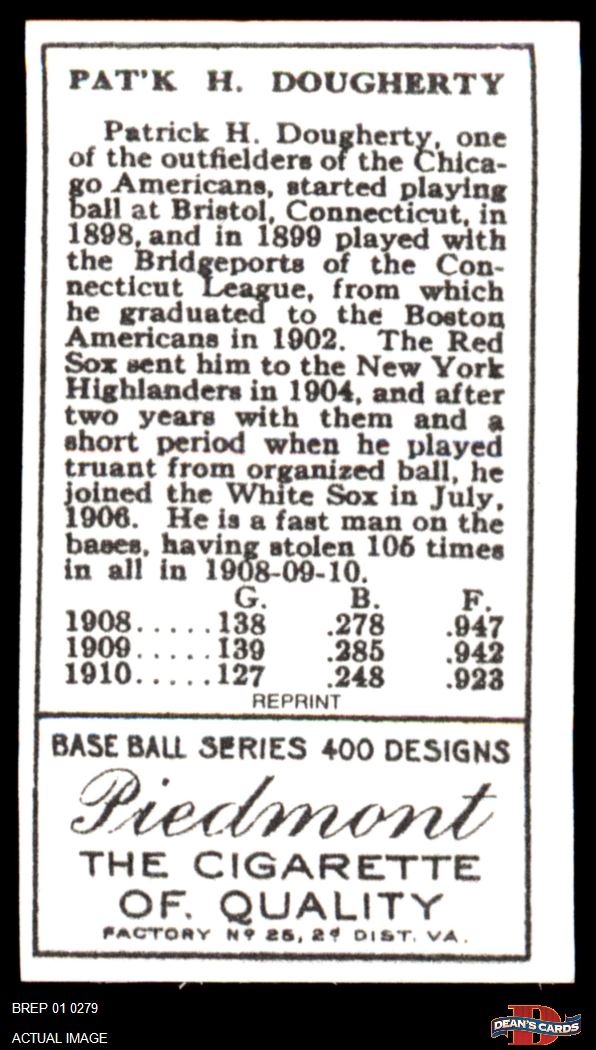 PAT'K H. DOUGHERTY
Patrick H. Dougherty, one
of the outfielders of the Chica-
go Americans, started playing
ball at Bristol, Connecticut, in
1898, and in 1899 played with
the Bridgeports of the Con-
necticut League, from which
he graduated to the Boston
Americans in 1902. The Red
Sox sent him to the New York
Highlanders in 1904, and after
two years with them and a
short period when he played
truant from organized ball, he
joined the White Sox in July,
1906. He is a fast man on the
bases, having stolen 105 times
in all in 1908-09-10.
G. B. F.
1908.....138 .278 .947
1909.....139 .285 .942
1910.....127 .248 .923
REPRINT
BASE BALL SERIES 400 DESIGNS
Piedmont
THE CIGARETTE
OF. QUALITY
FACTORY Nº 25, 2ᵈ DIST. VA.
BREP 01 0279
ACTUAL IMAGE
D
DEAN'S CARDS